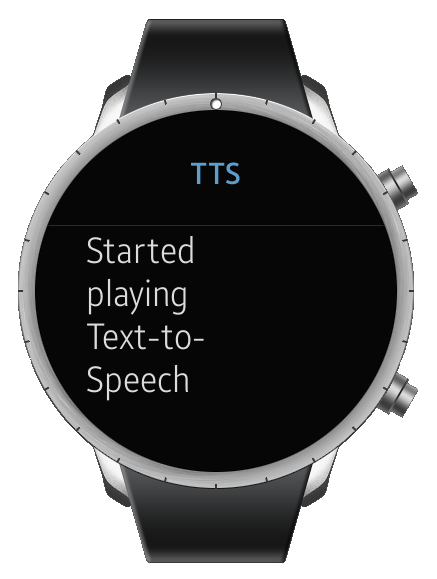 TTS
Started
playing
Text-to-
Speech